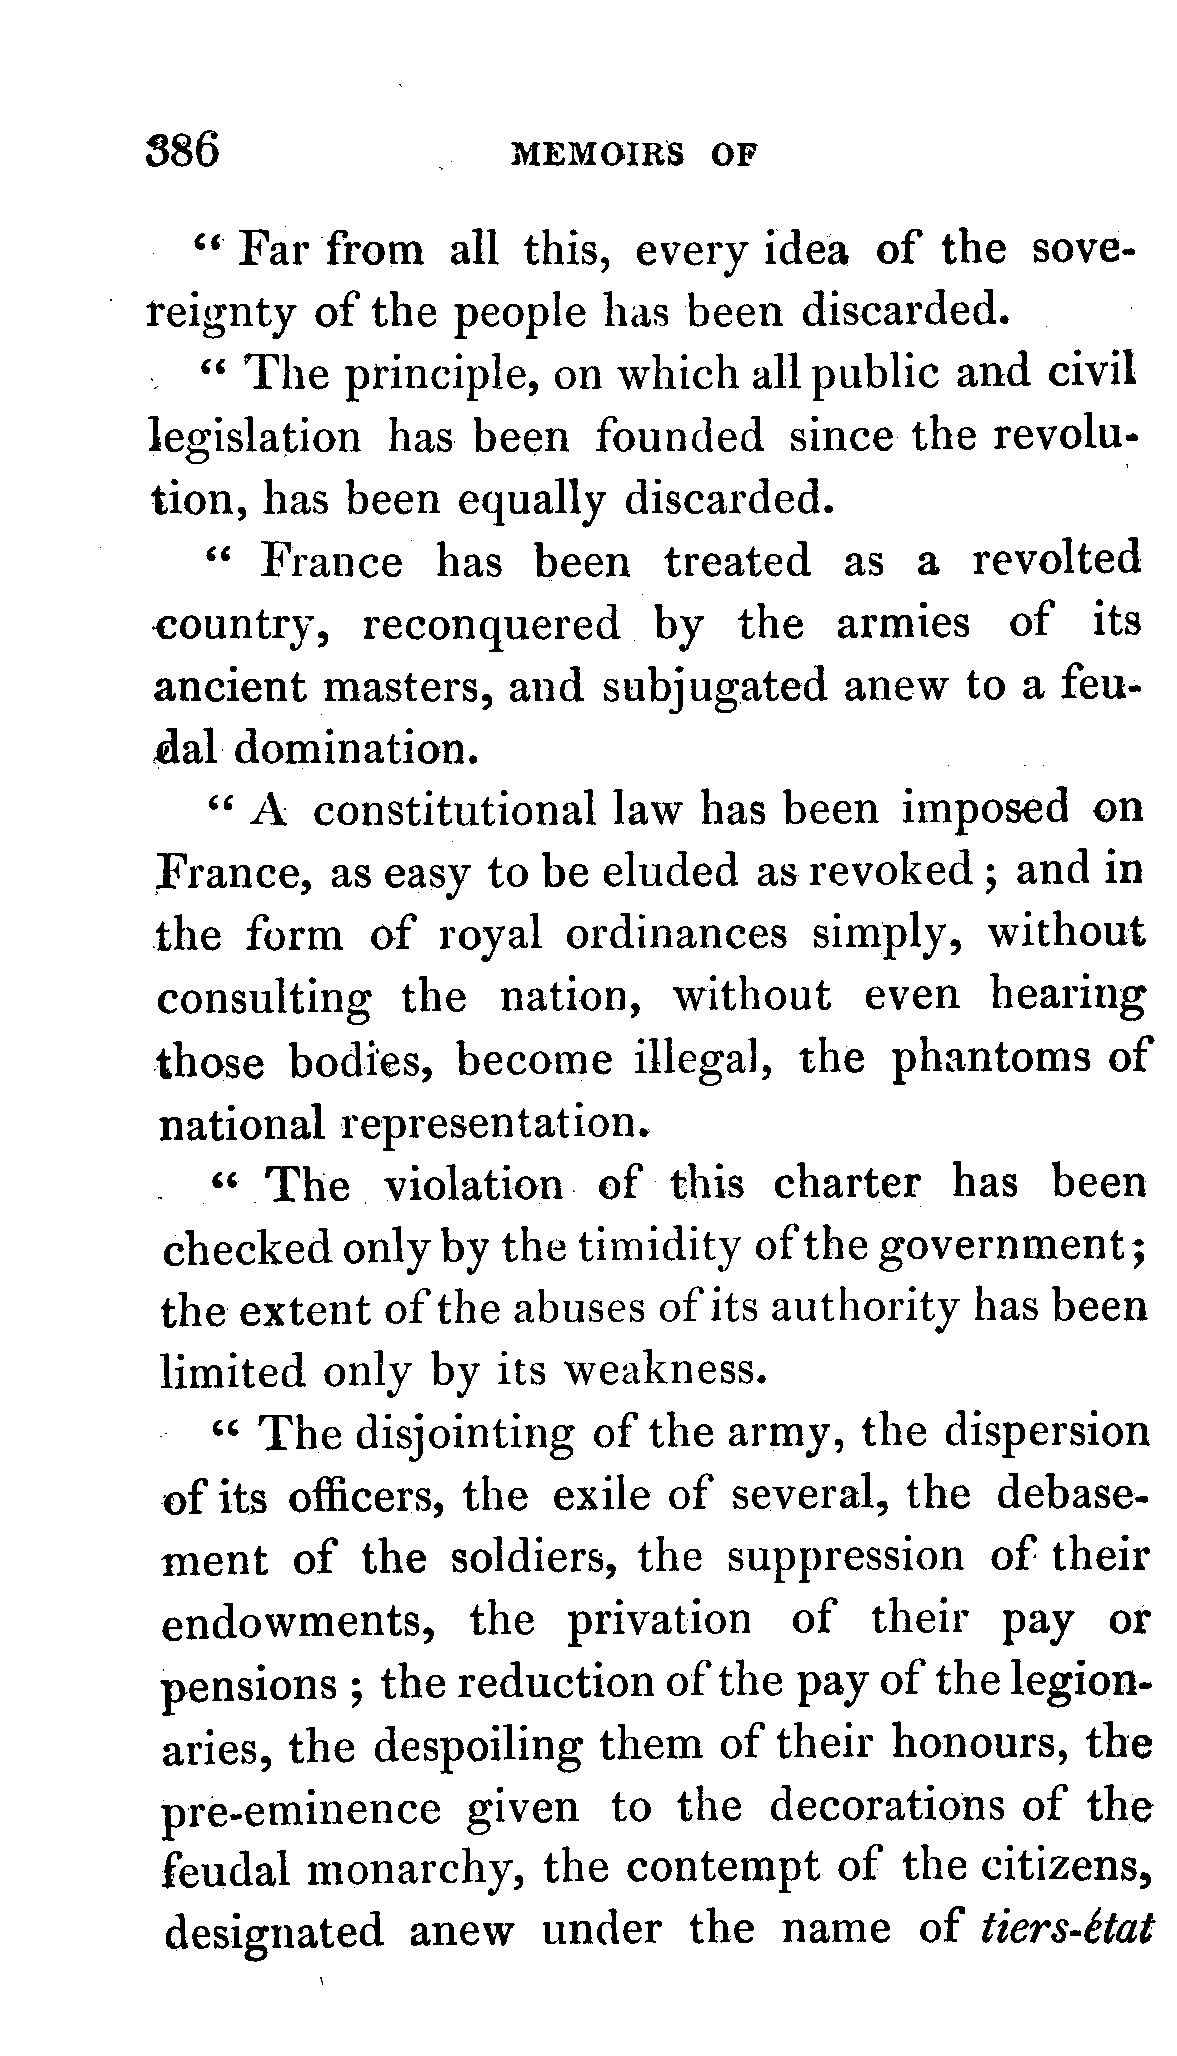 386 MEMOIRS OF
“ Far from all this, every idea of the sove-
reignty of the people has been discarded.
“ The principle, on which all public and civil
legislation has been founded since the revolu-
tion, has been equally discarded.
“ France has been treated as a revolted
country, reconquered by the armies of its
ancient masters, and subjugated anew to a feu-
dal domination.
“ A constitutional law has been imposed on
France, as easy to be eluded as revoked ; and in
the form of royal ordinances simply, without
consulting the nation, without even hearing
those bodies, become illegal, the phantoms of
national representation.
“ The violation of this charter has been
checked only by the timidity of the government ;
the extent of the abuses of its authority has been
limited only by its weakness.
“ The disjointing of the army, the dispersion
of its officers, the exile of several, the debase-
ment of the soldiers, the suppression of their
endowments, the privation of their pay or
pensions ; the reduction of the pay of the legion-
aries, the despoiling them of their honours, the
pre-eminence given to the decorations of the
feudal monarchy, the contempt of the citizens,
designated anew under the name of tiers-état